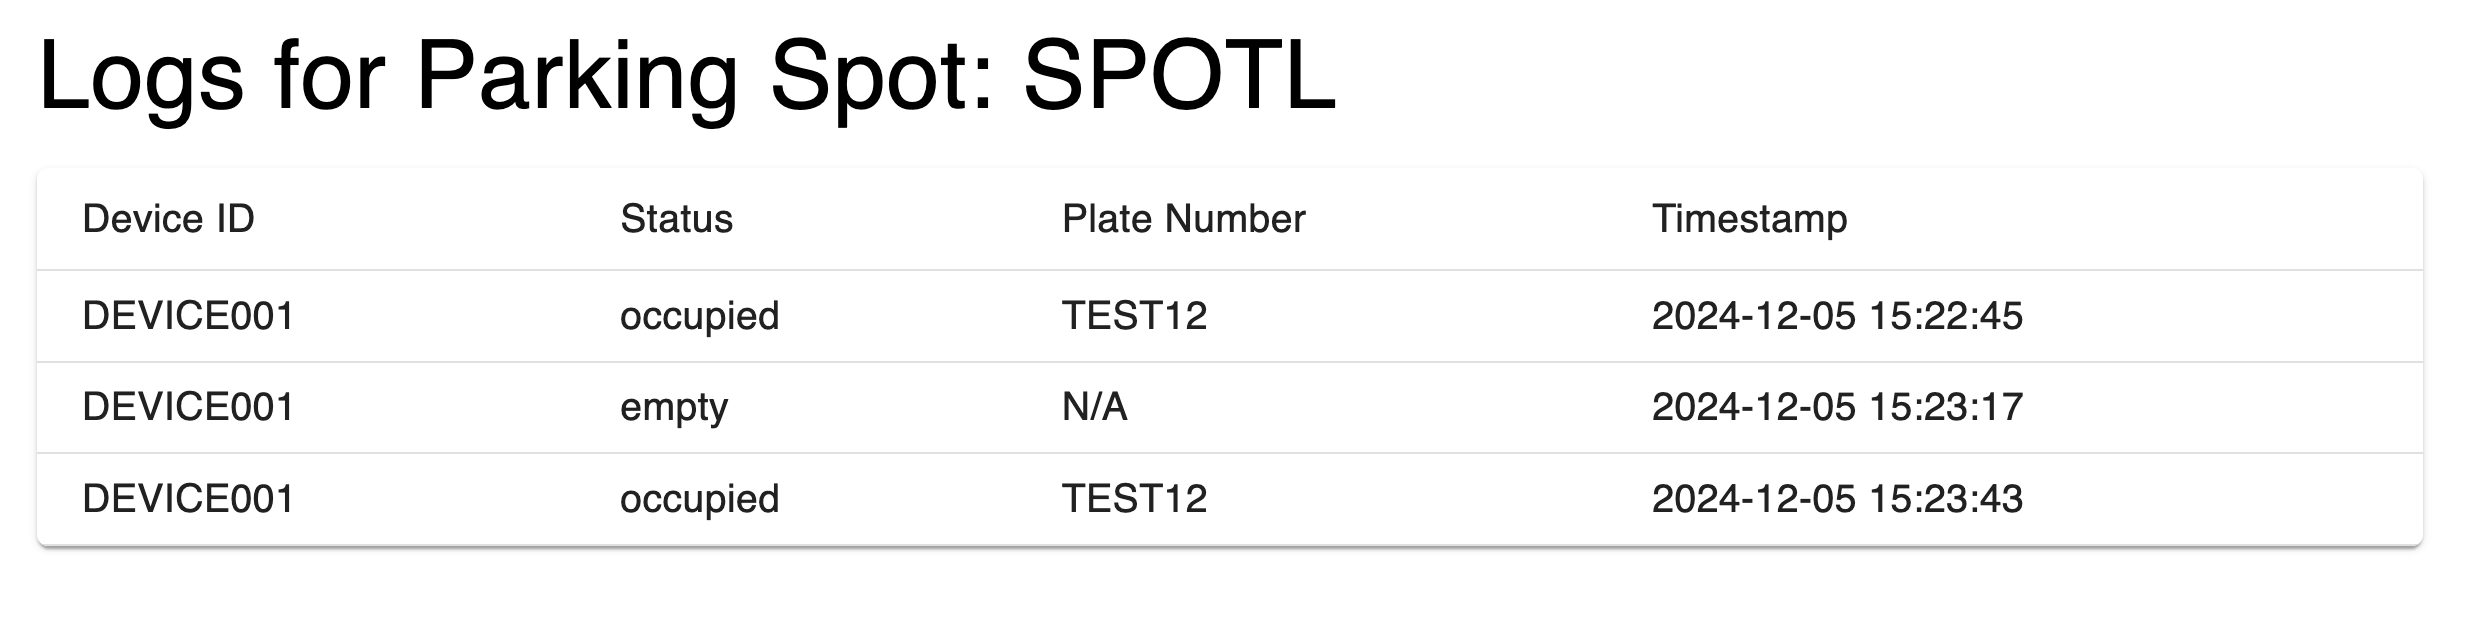 Logs for Parking Spot: SPOTL
Device ID Status Plate Number Timestamp
DEVICE001 occupied TEST12 2024-12-05 15:22:45
DEVICE001 empty N/A 2024-12-05 15:23:17
DEVICE001 occupied TEST12 2024-12-05 15:23:43